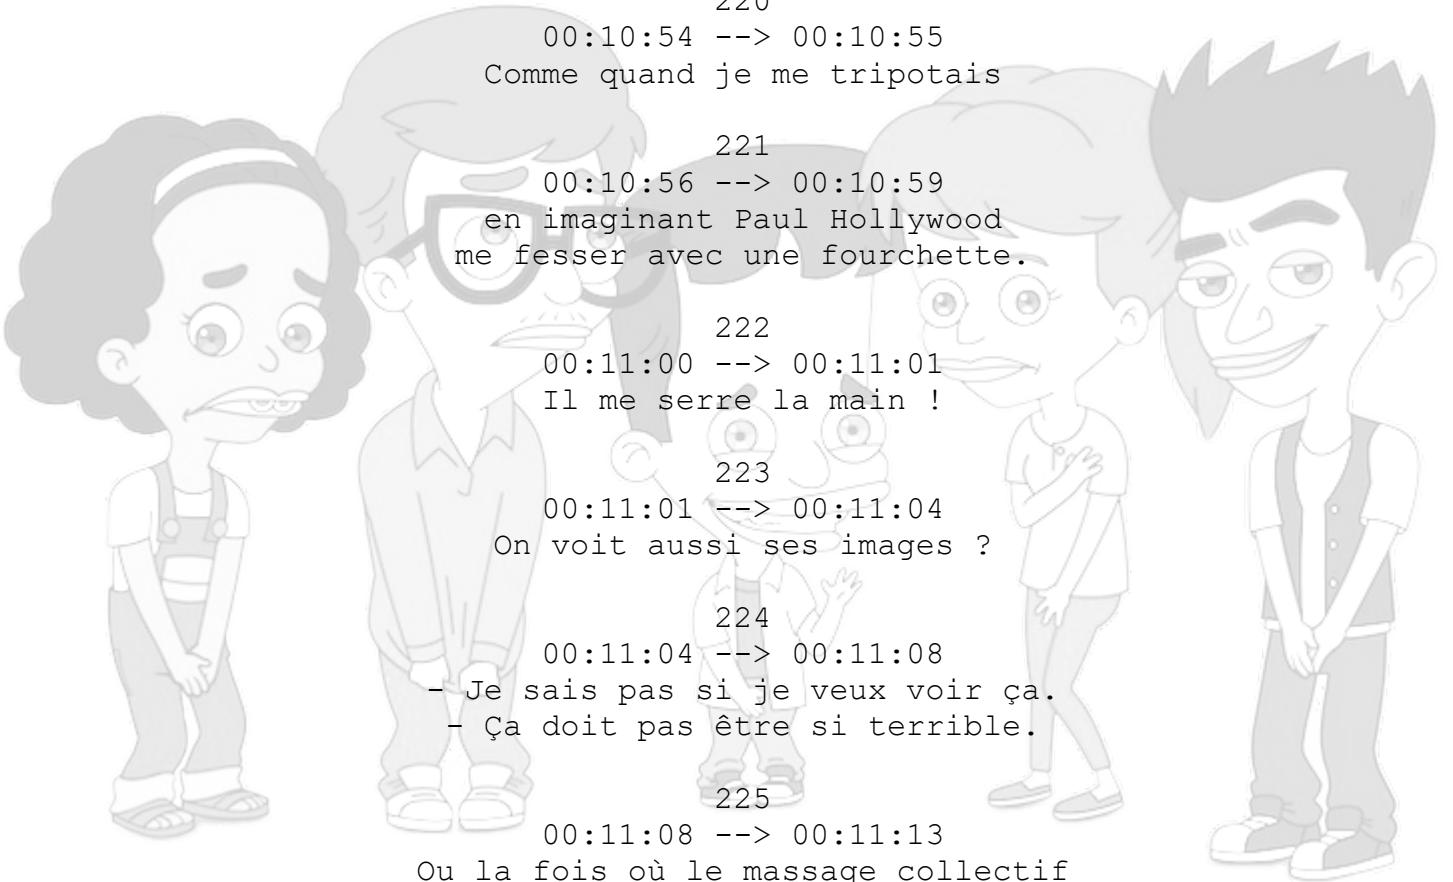 220
00:10:54 --> 00:10:55
Comme quand je me tripotais
221
00:10:56 --> 00:10:59
en imaginant Paul Hollywood
me fesser avec une fourchette.
222
00:11:00 --> 00:11:01
Il me serre la main !
223
00:11:01 --> 00:11:04
On voit aussi ses images ?
224
00:11:04 --> 00:11:08
- Je sais pas si je veux voir ça.
- Ça doit pas être si terrible.
225
00:11:08 --> 00:11:13
Ou la fois où le massage collectif